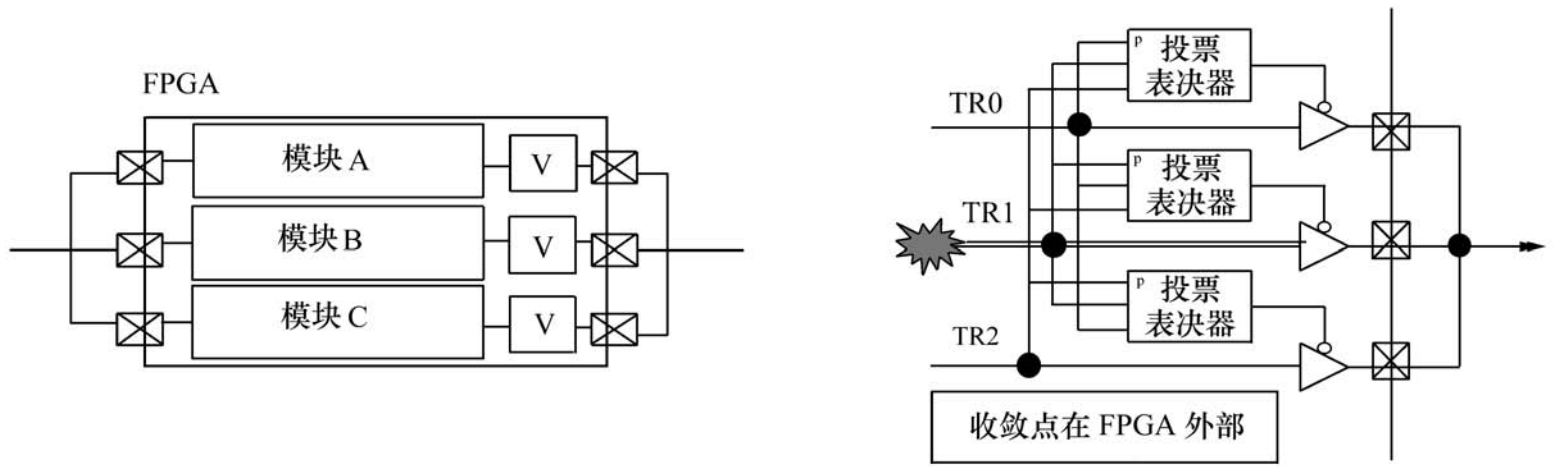 FPGA
模块 A
V
模块 B
V
模块 C
V
p 投票
表决器
TR0
p 投票
表决器
TR1
p 投票
表决器
TR2
收敛点在 FPGA 外部